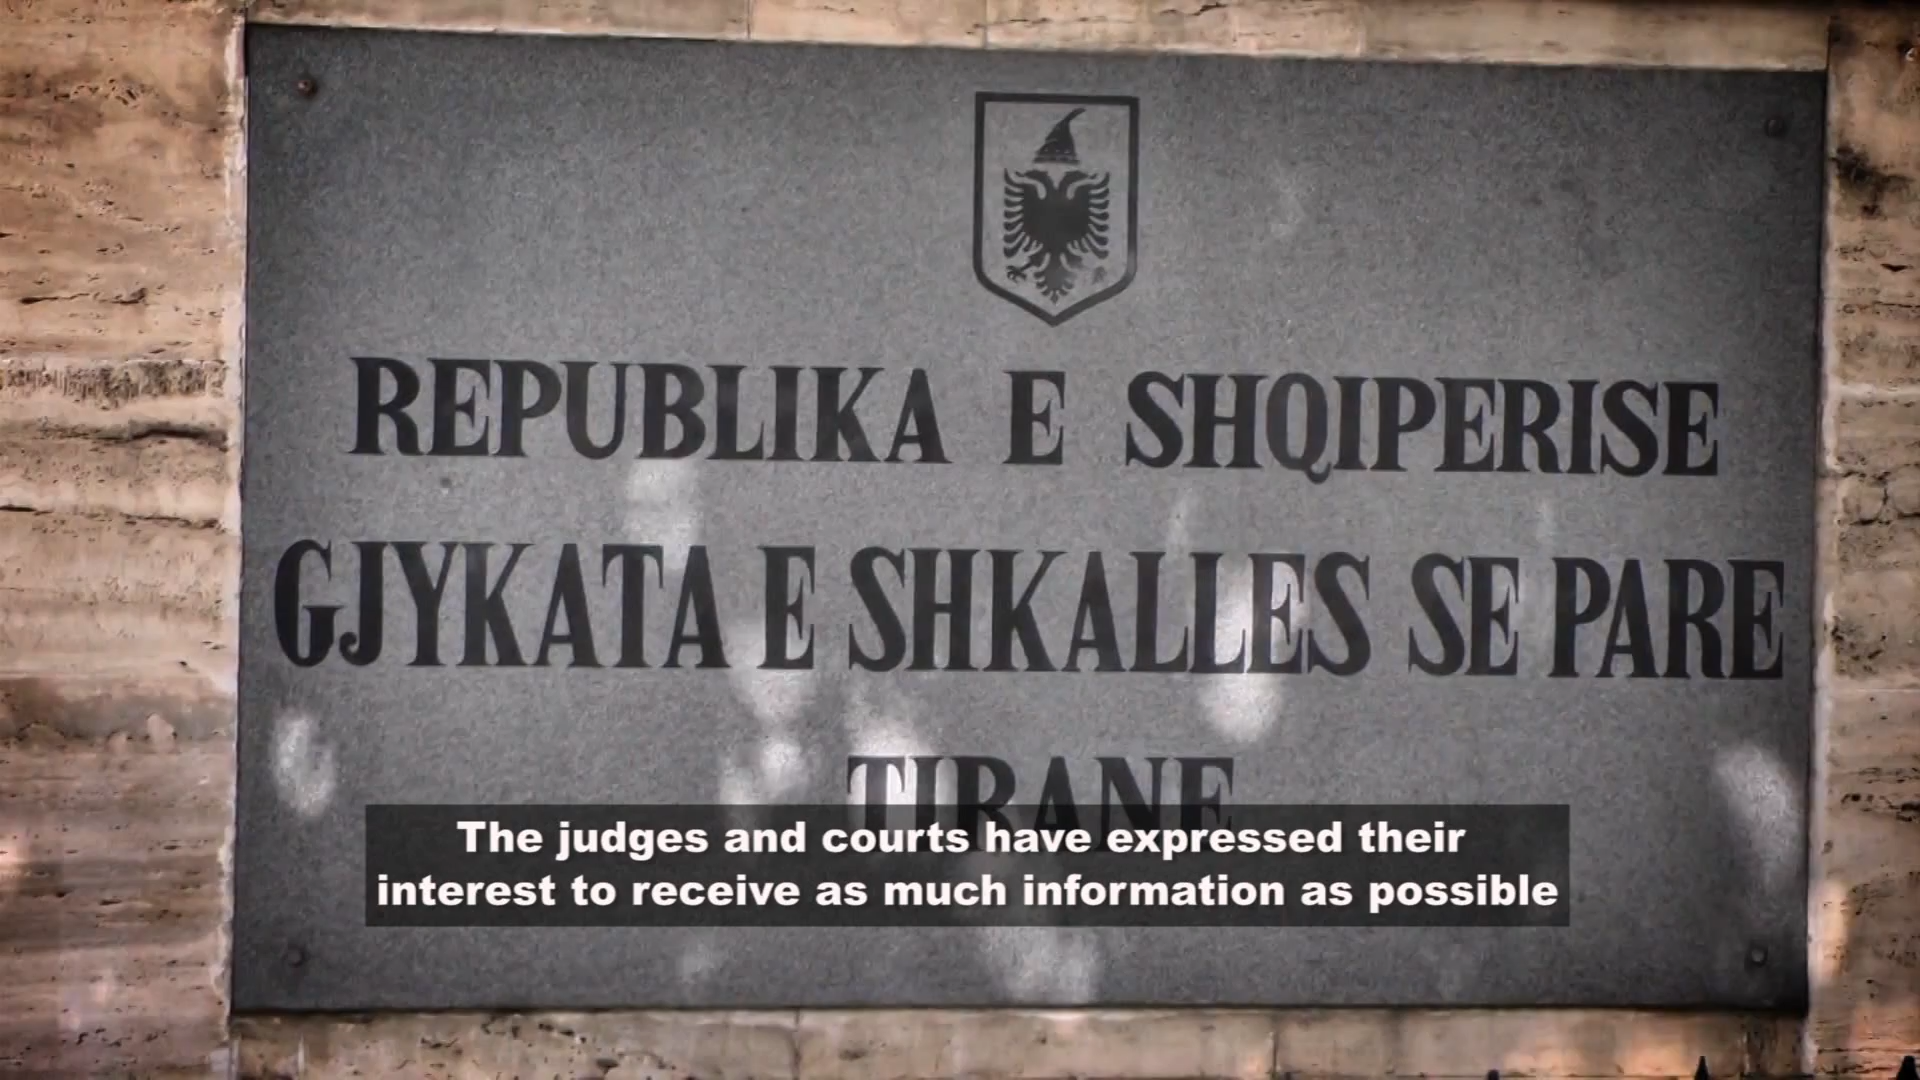 REPUBLIKA E SHQIPERISE
GJYKATA E SHKALLES SE PARE
TIRANE
The judges and courts have expressed their
interest to receive as much information as possible